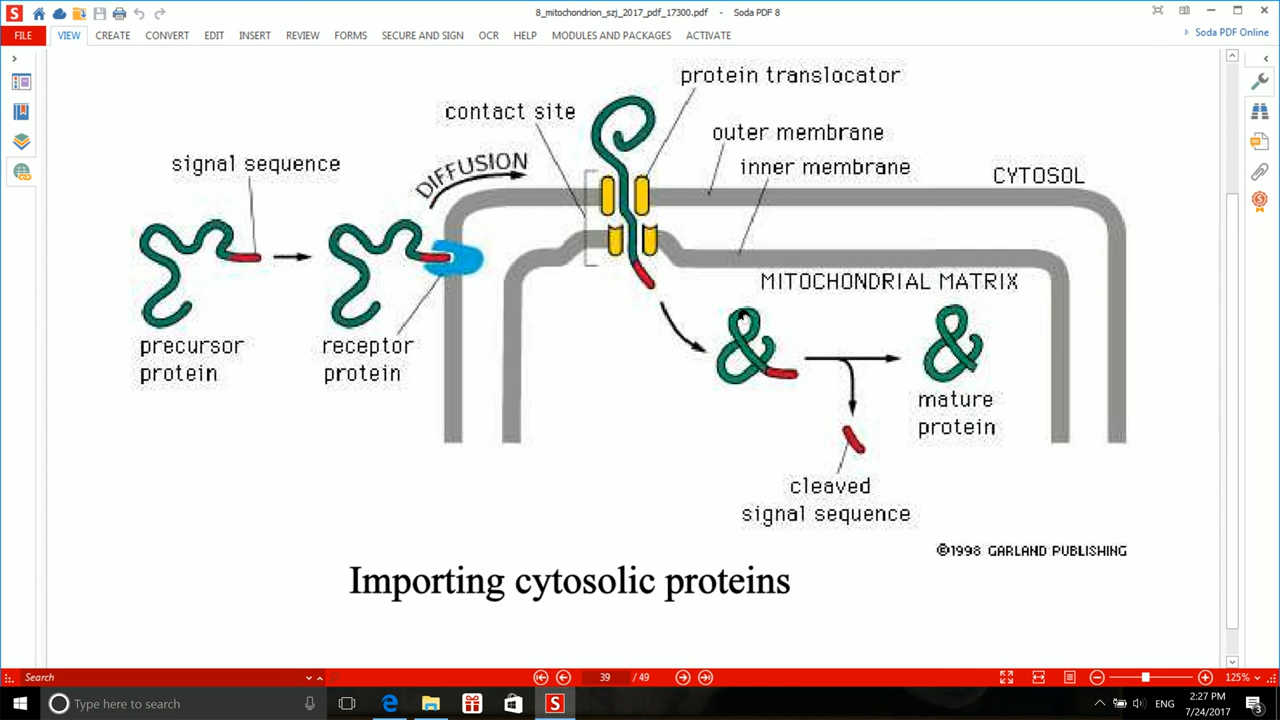 8_mitochondrion_szj_2017_pdf_17300.pdf - Soda PDF 8
FILE VIEW CREATE CONVERT EDIT INSERT REVIEW FORMS SECURE AND SIGN OCR HELP MODULES AND PACKAGES ACTIVATE
Soda PDF Online
protein translocator
contact site
outer membrane
inner membrane
signal sequence
DIFFUSION
CYTOSOL
MITOCHONDRIAL MATRIX
precursor
protein
receptor
protein
mature
protein
cleaved
signal sequence
©1998 GARLAND PUBLISHING
Importing cytosolic proteins
Search
39 / 49
125%
Type here to search
ENG
2:27 PM
7/24/2017
3